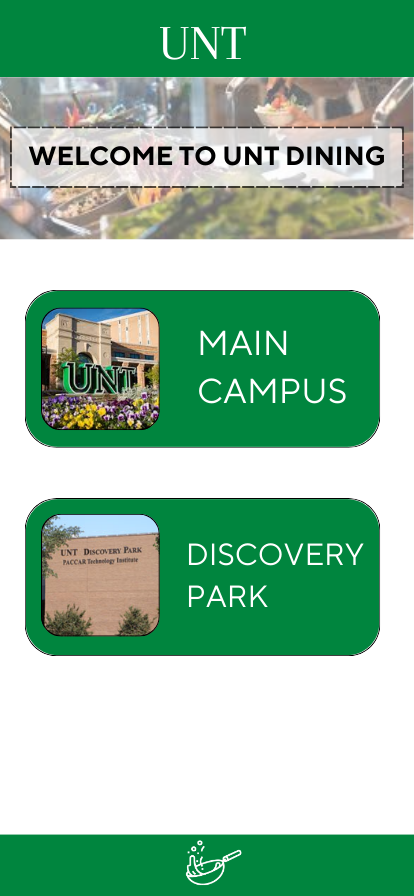 UNT
WELCOME TO UNT DINING
UNT
MAIN
CAMPUS
UNT DISCOVERY PARK
PACCAR Technology Institute
DISCOVERY
PARK